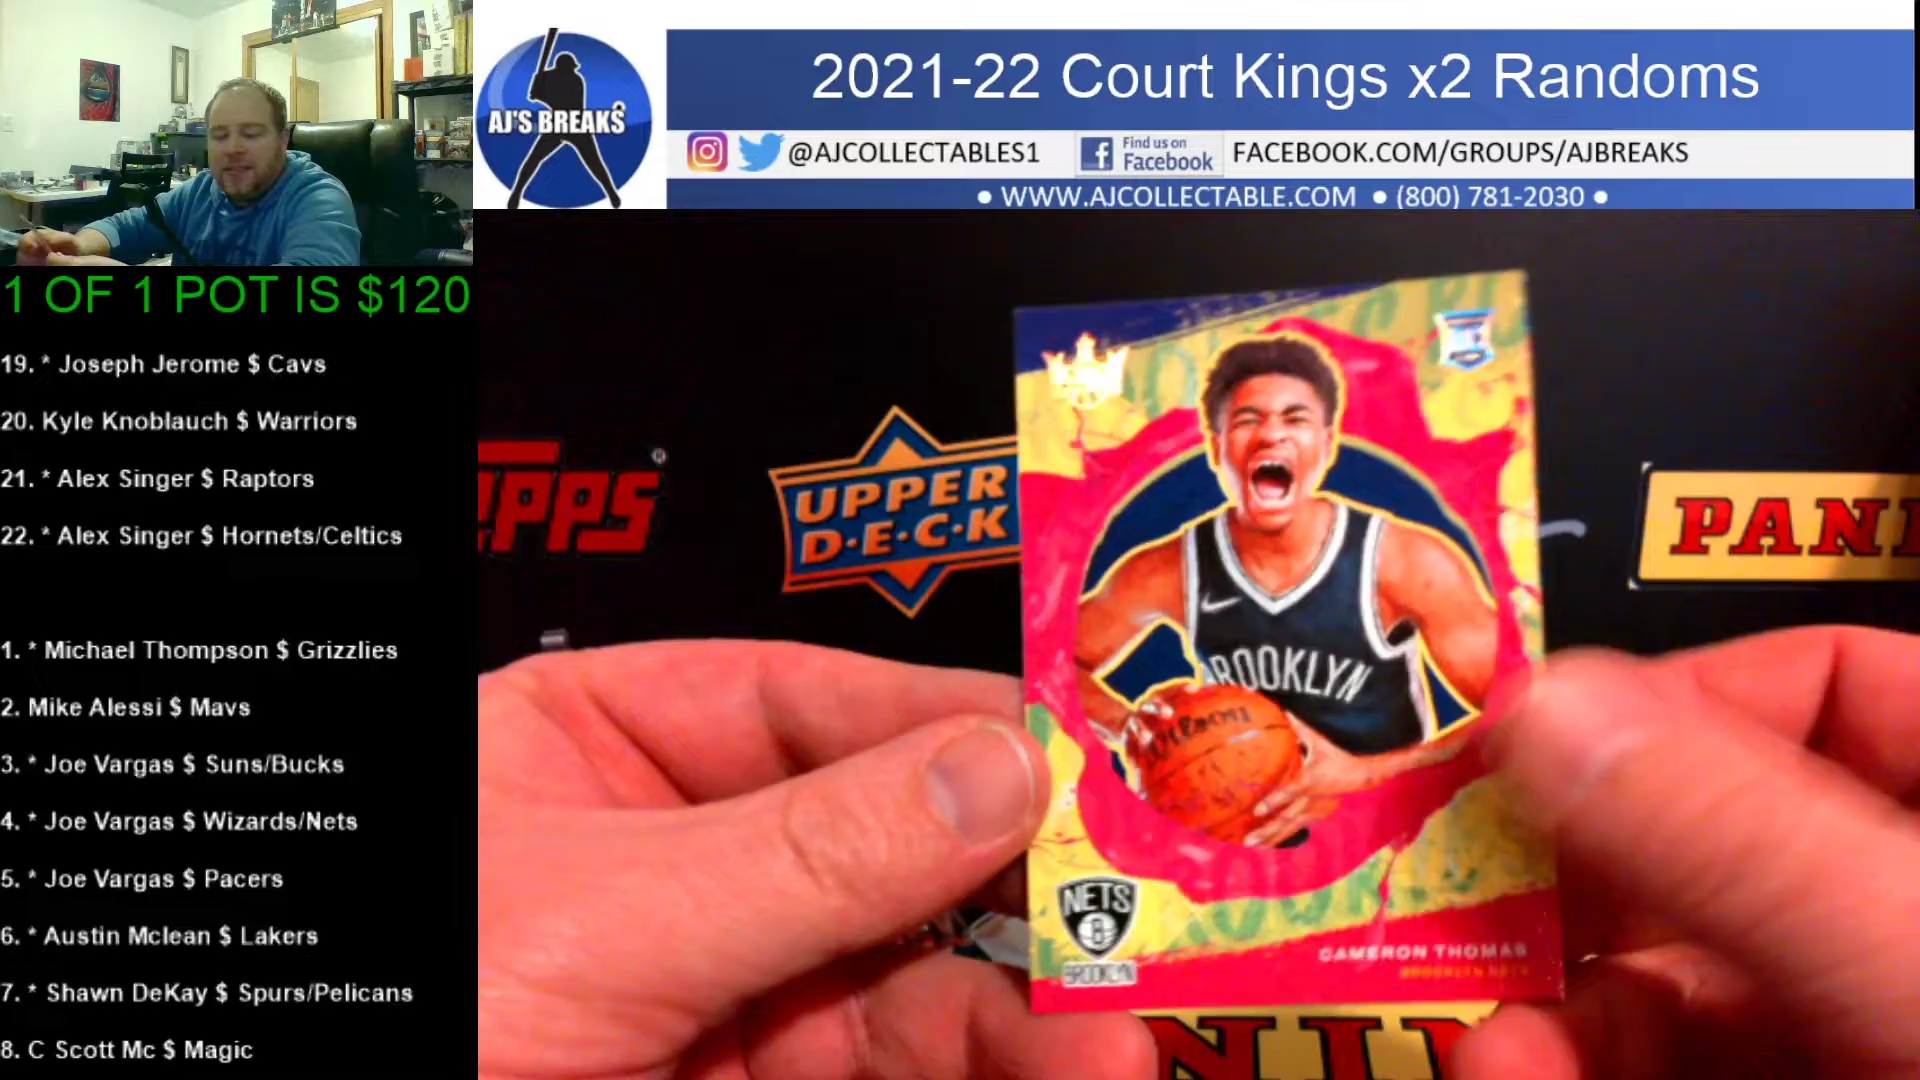 2021-22 Court Kings x2 Randoms
AJ'S BREAKS
@AJCOLLECTABLES1
Find us on
Facebook
FACEBOOK.COM/GROUPS/AJBREAKS
• WWW.AJCOLLECTABLE.COM • (800) 781-2030 •
1 OF 1 POT IS $120
19. * Joseph Jerome $ Cavs
20. Kyle Knoblauch $ Warriors
21. * Alex Singer $ Raptors
22. * Alex Singer $ Hornets/Celtics
1. * Michael Thompson $ Grizzlies
2. Mike Alessi $ Mavs
3. * Joe Vargas $ Suns/Bucks
4. * Joe Vargas $ Wizards/Nets
5. * Joe Vargas $ Pacers
6. * Austin Mclean $ Lakers
7. * Shawn DeKay $ Spurs/Pelicans
8. C Scott Mc $ Magic
UPPER
D·E·C·K
PANI
BROOKLYN
NETS
B
BROOKLYN
CAMERON THOMAS
BROOKLYN NETS